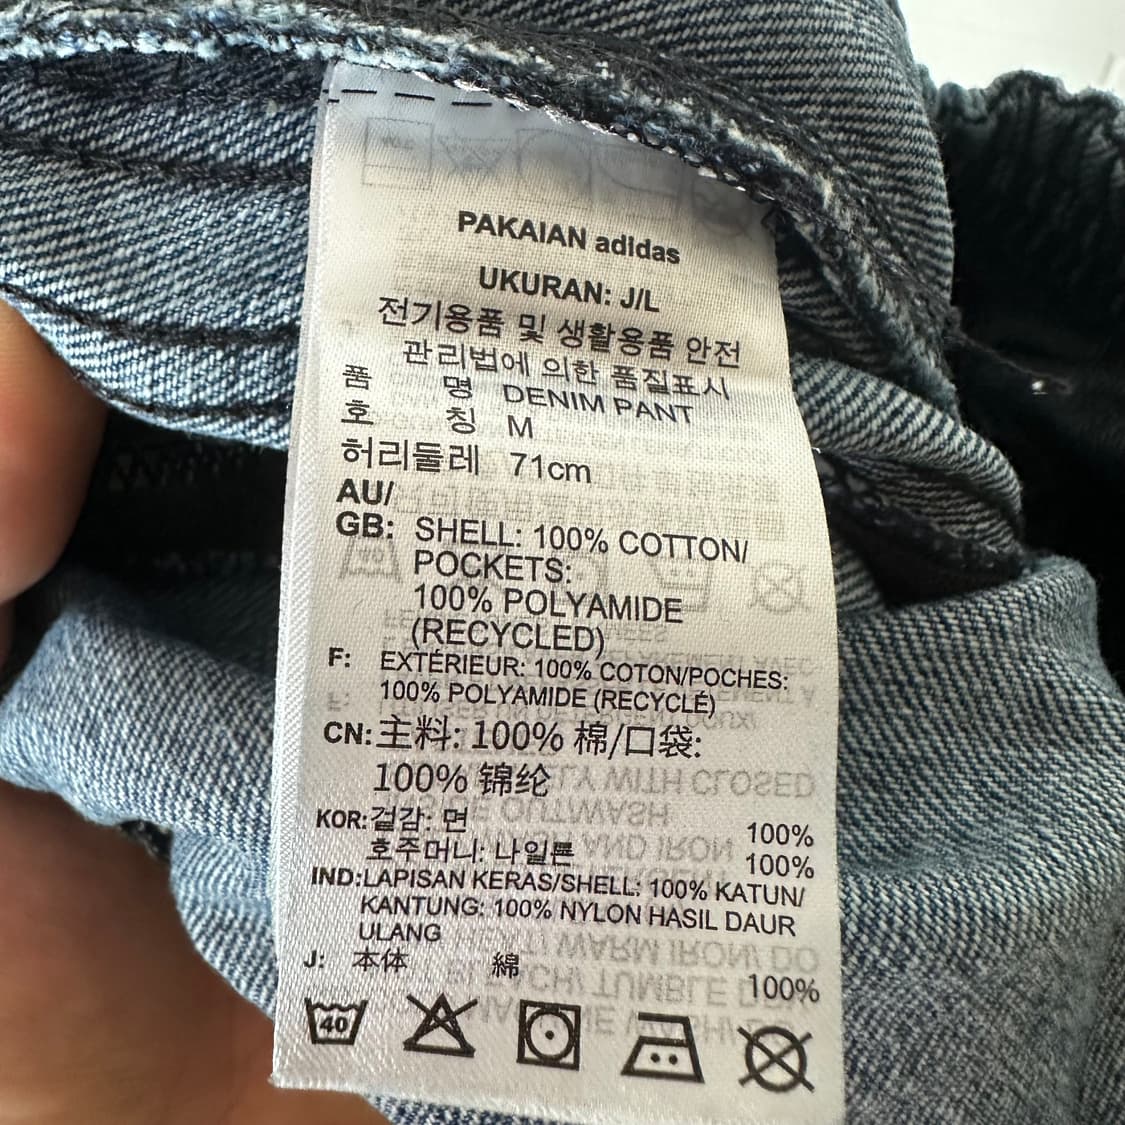 PAKAIAN adidas
UKURAN: J/L
전기용품 및 생활용품 안전
관리법에 의한 품질표시
품 명 DENIM PANT
호 칭 M
허리둘레 71cm
AU/
GB: SHELL: 100% COTTON/
POCKETS:
100% POLYAMIDE
(RECYCLED)
F: EXTÉRIEUR: 100% COTON/POCHES:
100% POLYAMIDE (RECYCLÉ)
CN: 主料: 100% 棉/口袋:
100% 锦纶
KOR: 겉감: 면 100%
호주머니: 나일론 100%
IND: LAPISAN KERAS/SHELL: 100% KATUN/
KANTUNG: 100% NYLON HASIL DAUR
ULANG
J: 本体 綿 100%
40